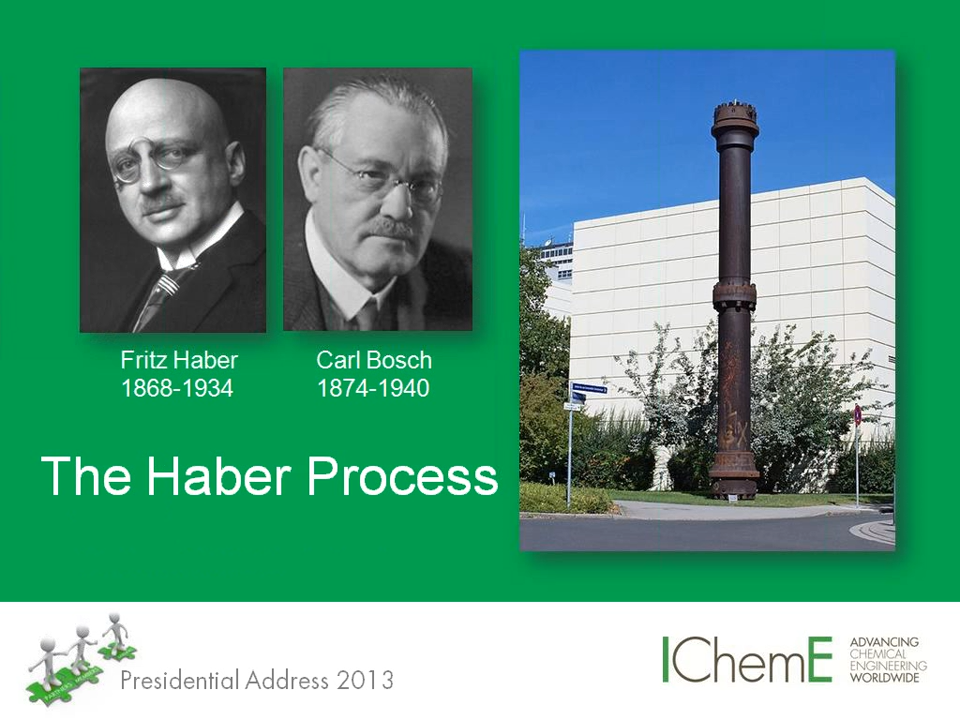 Fritz Haber
1868-1934
Carl Bosch
1874-1940
The Haber Process
Presidential Address 2013
IChemE
ADVANCING
CHEMICAL
ENGINEERING
WORLDWIDE